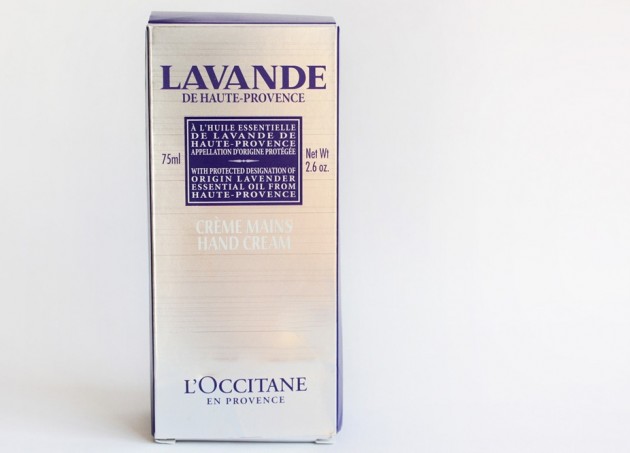 LAVANDE
DE HAUTE-PROVENCE
À L'HUILE ESSENTIELLE
DE LAVANDE DE
HAUTE-PROVENCE
APPELLATION D'ORIGINE PROTÉGÉE
75ml
Net Wt
2.6 oz.
WITH PROTECTED DESIGNATION OF
ORIGIN LAVENDER
ESSENTIAL OIL FROM
HAUTE-PROVENCE
CRÈME MAINS
HAND CREAM
L'OCCITANE
EN PROVENCE